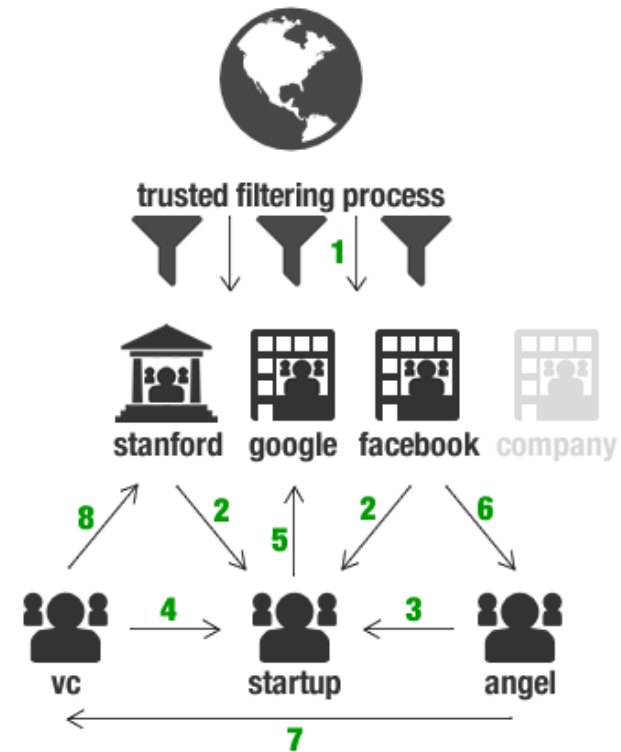 trusted filtering process
1
stanford google facebook company
8 2 5 2 6
4 3
vc startup angel
7